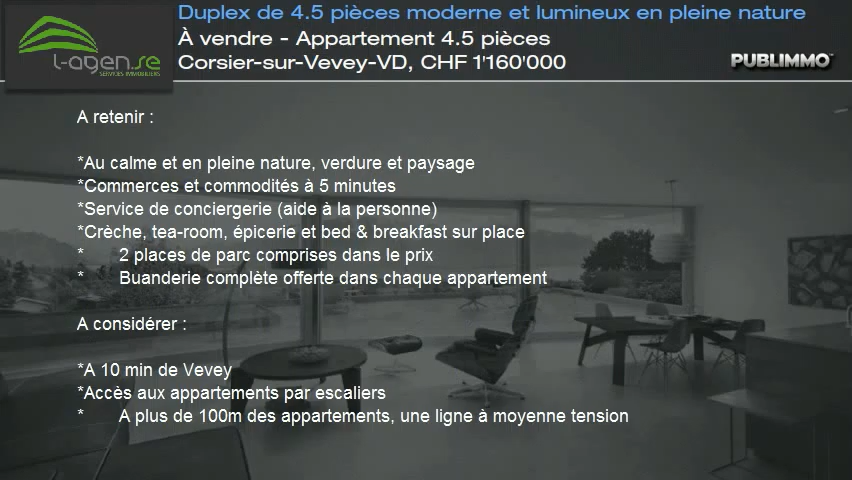 Duplex de 4.5 pièces moderne et lumineux en pleine nature
À vendre - Appartement 4.5 pièces
Corsier-sur-Vevey-VD, CHF 1'160'000
l-agen.se
SERVICES IMMOBILIERS
PUBLIMMO
A retenir :
*Au calme et en pleine nature, verdure et paysage
*Commerces et commodités à 5 minutes
*Service de conciergerie (aide à la personne)
*Crèche, tea-room, épicerie et bed & breakfast sur place
* 2 places de parc comprises dans le prix
* Buanderie complète offerte dans chaque appartement
A considérer :
*A 10 min de Vevey
*Accès aux appartements par escaliers
* A plus de 100m des appartements, une ligne à moyenne tension